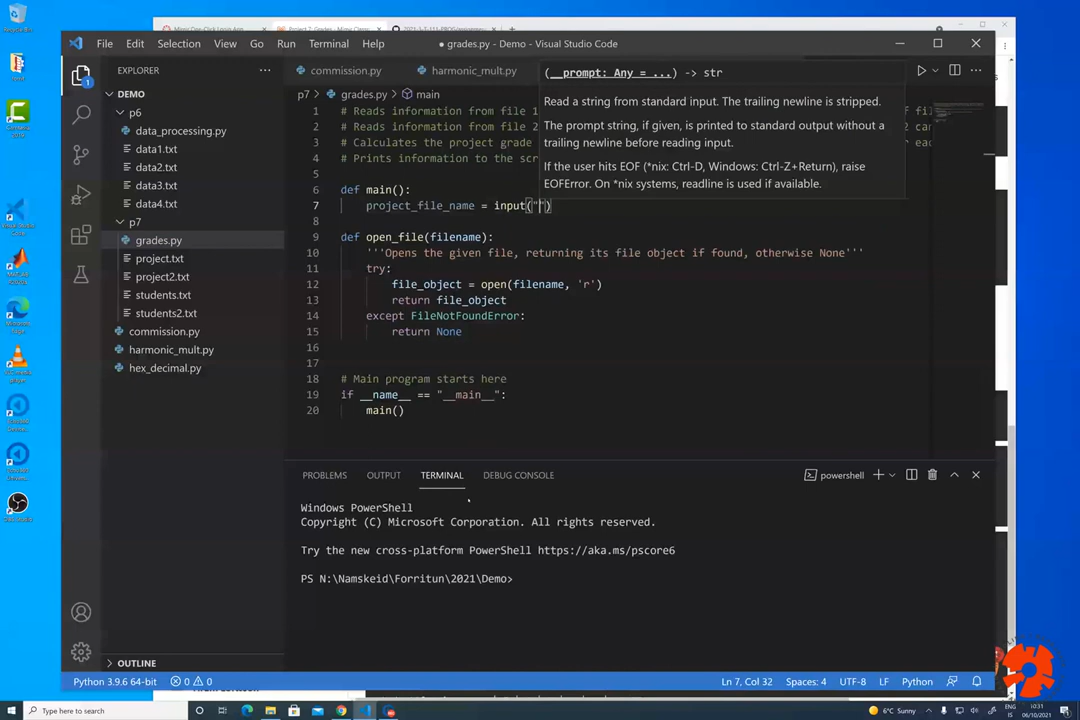 grades.py - Demo - Visual Studio Code
File Edit Selection View Go Run Terminal Help
EXPLORER
commission.py harmonic_mult.py
(__prompt: Any = ...) -> str
Read a string from standard input. The trailing newline is stripped.
The prompt string, if given, is printed to standard output without a
trailing newline before reading input.
If the user hits EOF (*nix: Ctrl-D, Windows: Ctrl-Z+Return), raise
EOFError. On *nix systems, readline is used if available.
DEMO
p6
data_processing.py
data1.txt
data2.txt
data3.txt
data4.txt
p7
grades.py
project.txt
project2.txt
students.txt
students2.txt
commission.py
harmonic_mult.py
hex_decimal.py
OUTLINE
p7 > grades.py > main
1 # Reads information from file 1
2 # Reads information from file 2
3 # Calculates the project grade
4 # Prints information to the scr
5
6 def main():
7 project_file_name = input("")
8
9 def open_file(filename):
10 '''Opens the given file, returning its file object if found, otherwise None'''
11 try:
12 file_object = open(filename, 'r')
13 return file_object
14 except FileNotFoundError:
15 return None
16
17
18 # Main program starts here
19 if __name__ == "__main__":
20 main()
PROBLEMS OUTPUT TERMINAL DEBUG CONSOLE
powershell
Windows PowerShell
Copyright (C) Microsoft Corporation. All rights reserved.
Try the new cross-platform PowerShell https://aka.ms/pscore6
PS N:\Namskeid\Forritun\2021\Demo>
Python 3.9.6 64-bit 0 0 Ln 7, Col 32 Spaces: 4 UTF-8 LF Python
Type here to search
6°C Sunny
ENG
IS
10:31
06/10/2021